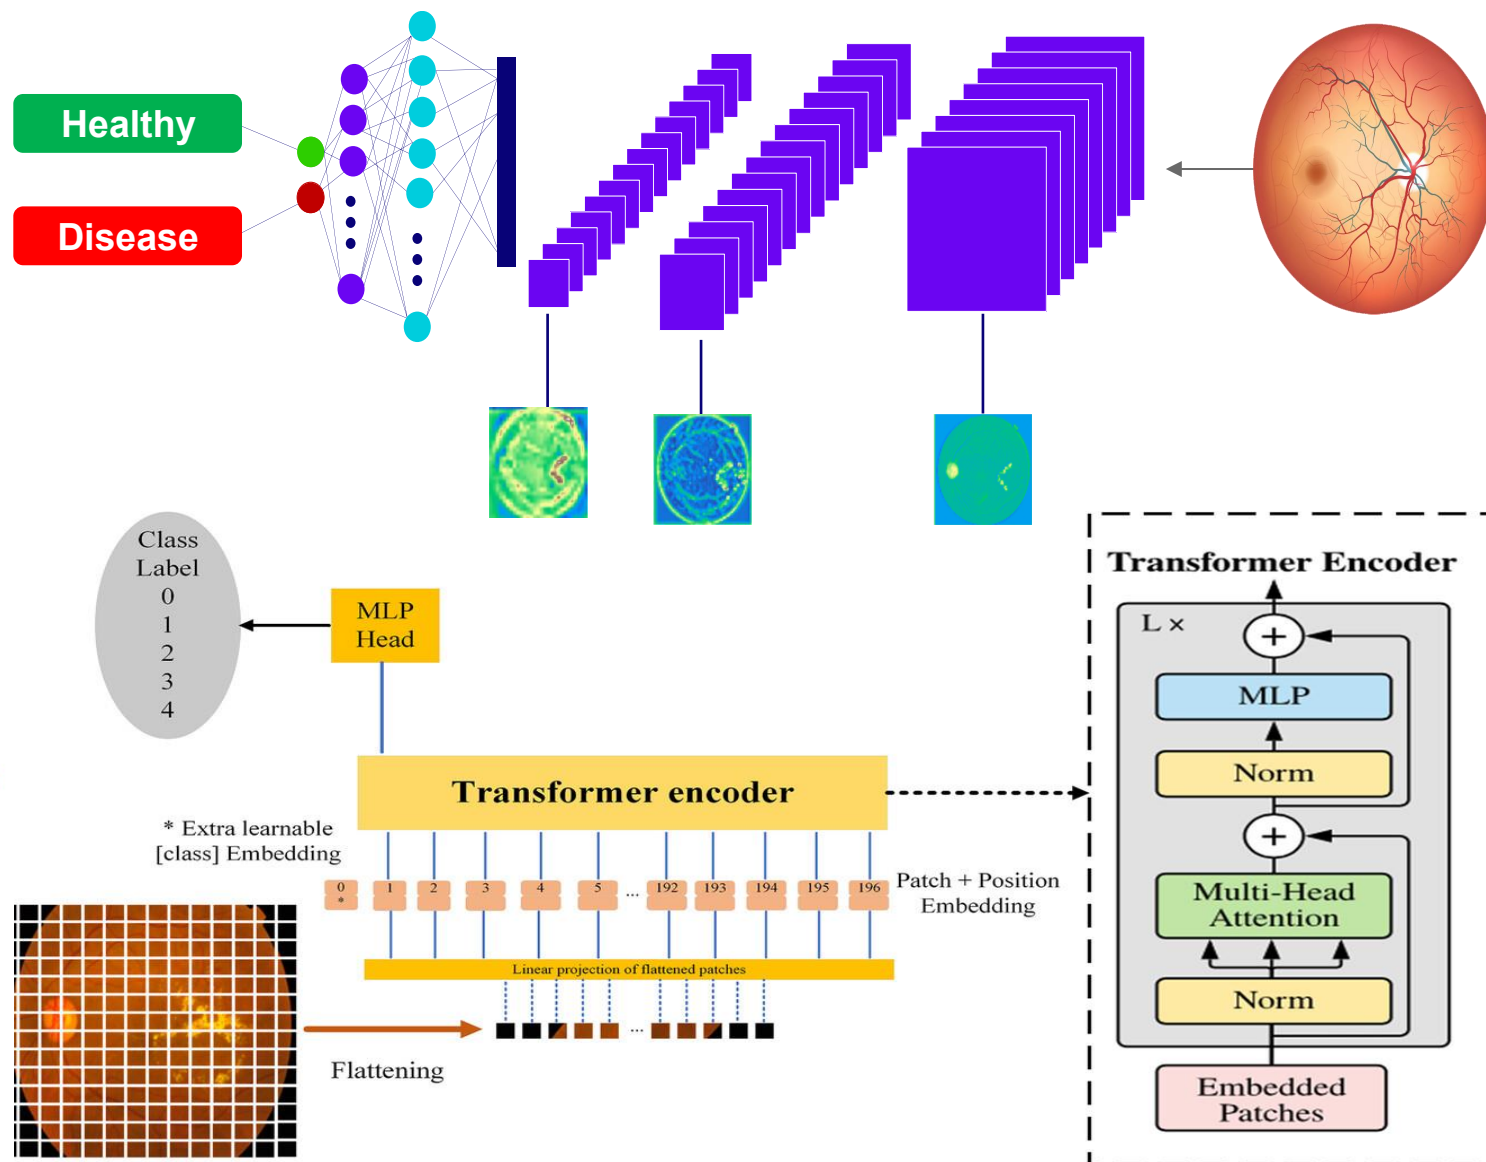 Healthy
Disease
Class
Label
0
1
2
3
4
MLP
Head
Transformer encoder
* Extra learnable
[class] Embedding
0 1 2 3 4 5 ... 192 193 194 195 196
*
Patch + Position
Embedding
Linear projection of flattened patches
...
Flattening
Transformer Encoder
L ×
+
MLP
Norm
+
Multi-Head
Attention
Norm
Embedded
Patches